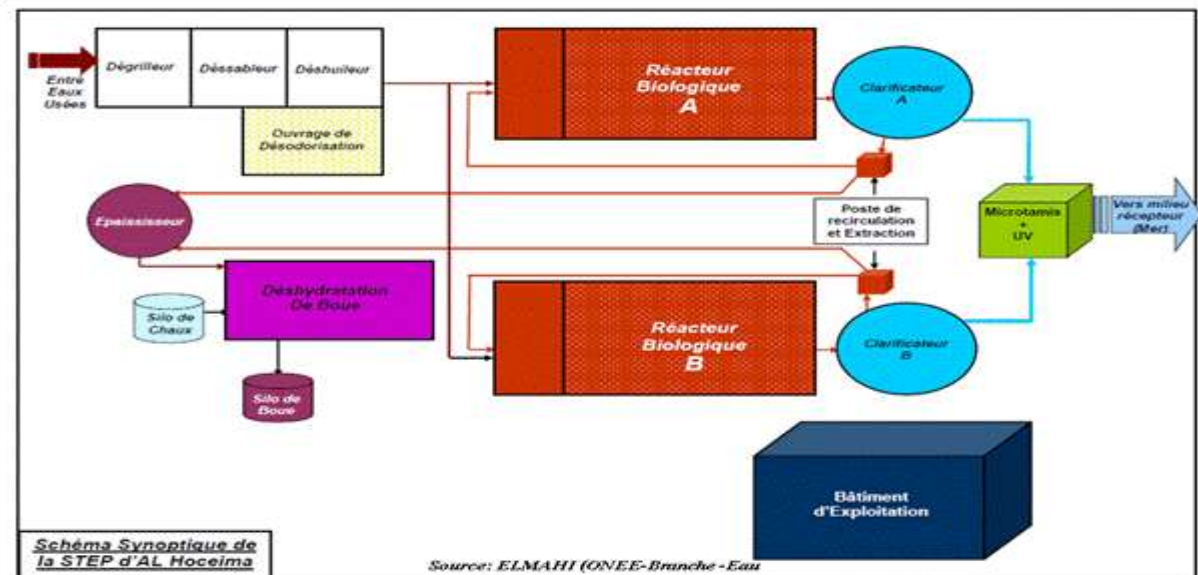 Entré
Eaux
Usées
Dégrilleur
Déssableur
Déshuileur
Ouvrage de
Désodorisation
Réacteur
Biologique
A
Clarificateur
A
Epaississeur
Poste de
recirculation
et Extraction
Microtamis
+
UV
Vers milieu
récepteur
(Mer)
Déshydratation
De Boue
Silo de
Chaux
Silo de
Boue
Réacteur
Biologique
B
Clarificateur
B
Bâtiment
d'Exploitation
Schéma Synoptique de
la STEP d'AL Hoceima
Source: ELMAHI (ONEE-Branche -Eau